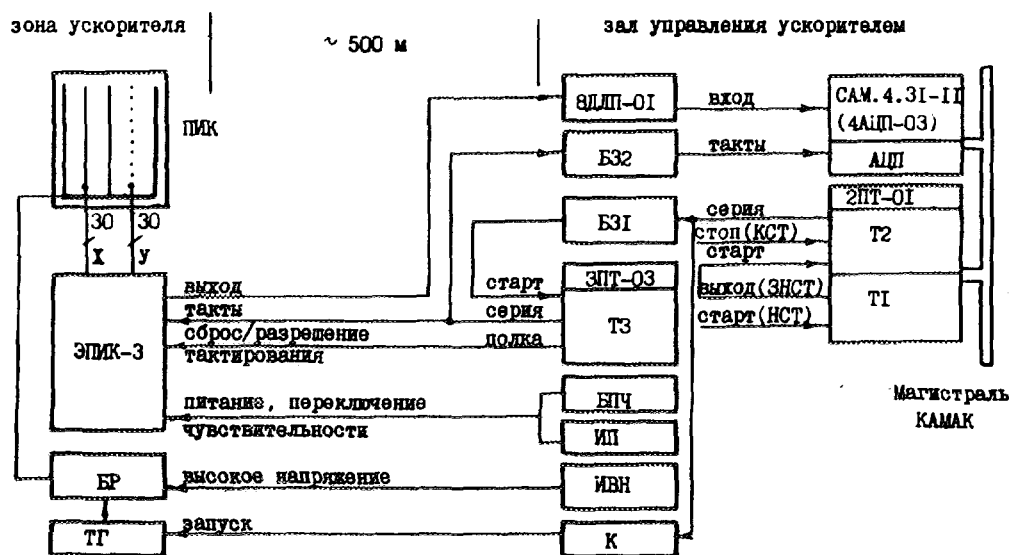 зона ускорителя
~ 500 м
зал управления ускорителем
ПИК
30
30
X
У
ЭПИК-3
выход
такты
сброс/разрешение
тактирования
питание, переключение
чувствительности
БР
высокое напряжение
ТГ
запуск
8ДЛП-01
вход
САМ.4.31-II
(4АЦП-03)
Б32
такты
АЦП
Б31
серия
2ПТ-01
стоп(КСТ)
Т2
старт
старт
3ПТ-03
выход(ЗНСТ)
Т1
серия
Т3
старт(НСТ)
полка
БПЧ
ИП
Магистраль
КАМАК
ИВН
К